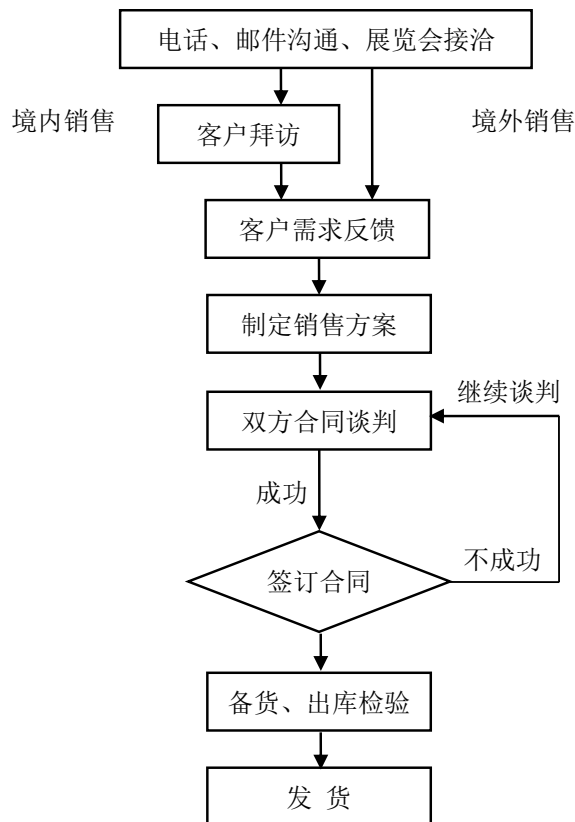 电话、邮件沟通、展览会接洽
境内销售
境外销售
客户拜访
客户需求反馈
制定销售方案
继续谈判
双方合同谈判
成功
不成功
签订合同
备货、出库检验
发 货